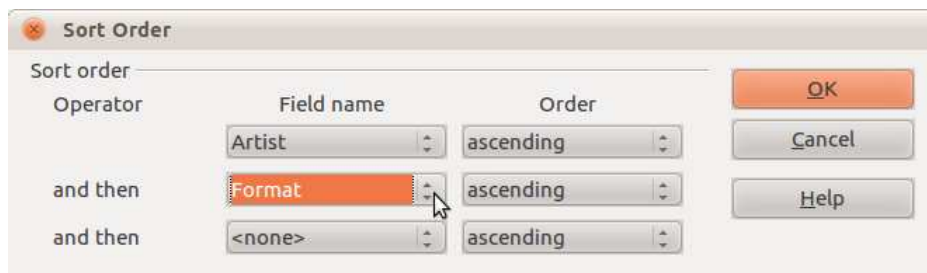 Sort Order
Sort order
Operator Field name Order
Artist ascending
and then Format ascending
and then <none> ascending
OK
Cancel
Help